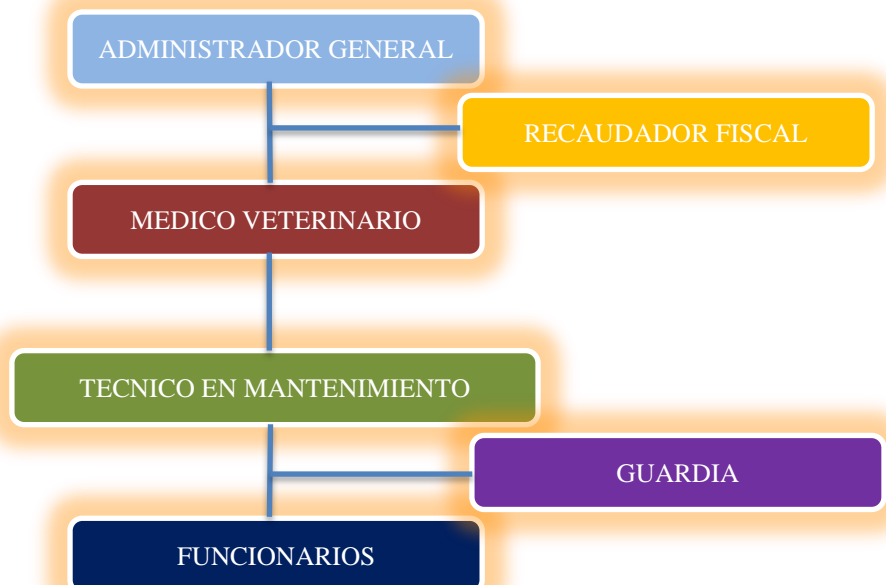 ADMINISTRADOR GENERAL
RECAUDADOR FISCAL
MEDICO VETERINARIO
TECNICO EN MANTENIMIENTO
GUARDIA
FUNCIONARIOS